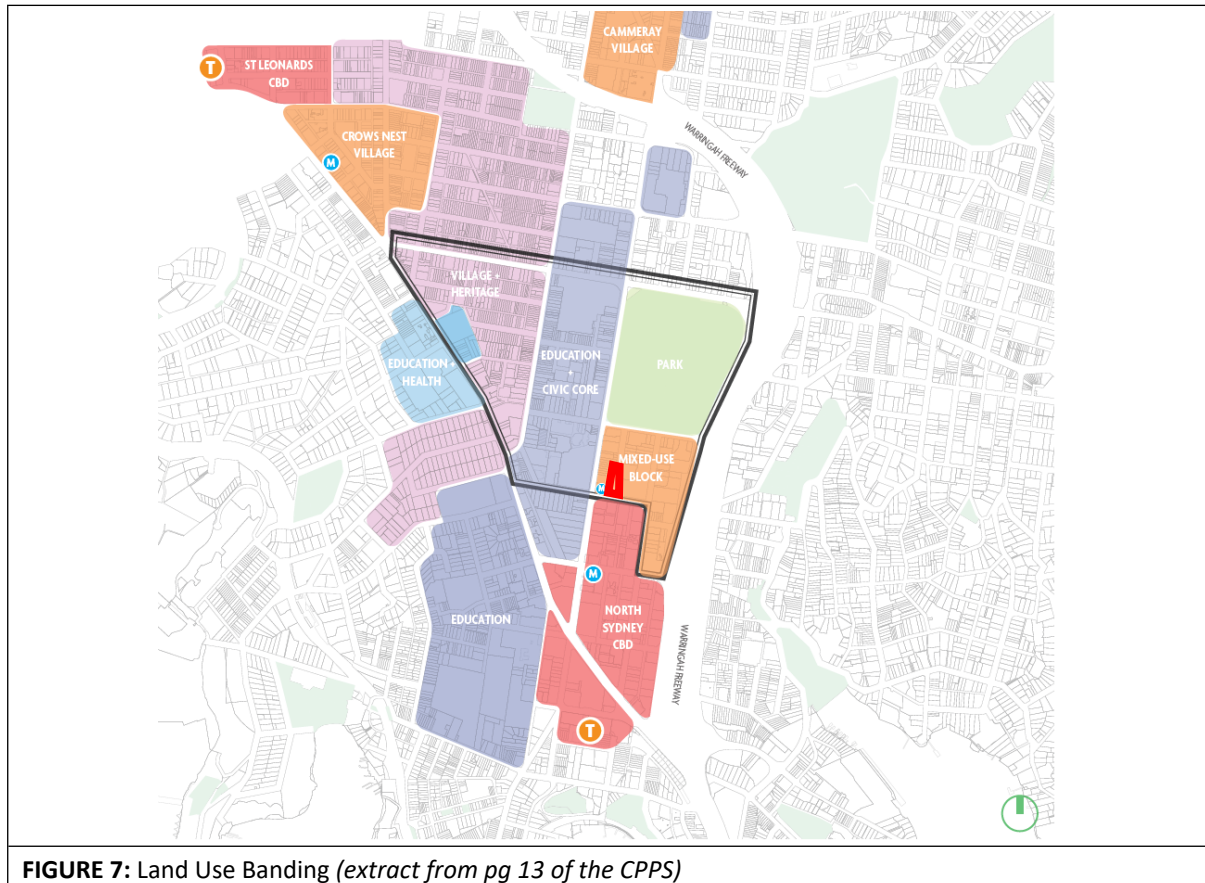 CAMMERAY
VILLAGE
T
ST LEONARDS
CBD
WARRINGAH FREEWAY
CROWS NEST
VILLAGE
M
VILLAGE +
HERITAGE
EDUCATION +
HEALTH
EDUCATION
+
CIVIC CORE
PARK
MIXED-USE
BLOCK
M
M
EDUCATION
NORTH
SYDNEY
CBD
WARRINGAH FREEWAY
T
FIGURE 7: Land Use Banding (extract from pg 13 of the CPPS)